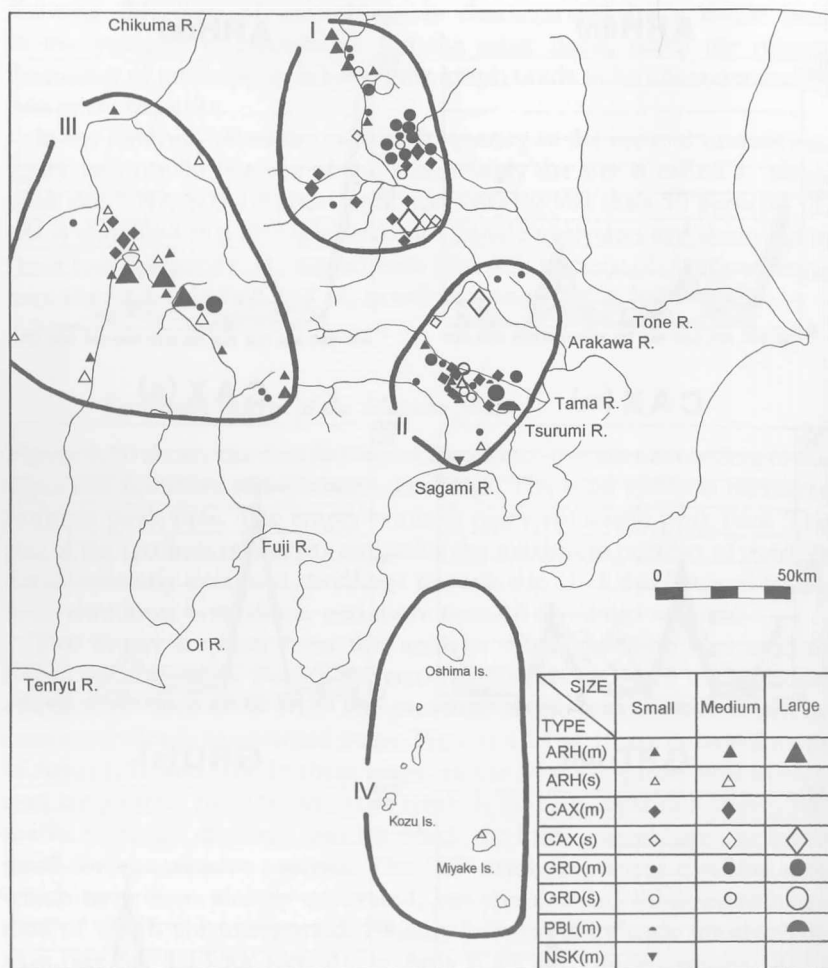 Chikuma R.
I
III
Tone R.
Arakawa R.
Tama R.
II
Tsurumi R.
Sagami R.
Fuji R.
0 50km
Oi R.
Tenryu R.
Oshima Is.
IV
Kozu Is.
Miyake Is.
SIZE
TYPE Small Medium Large
ARH(m)
ARH(s)
CAX(m)
CAX(s)
GRD(m)
GRD(s)
PBL(m)
NSK(m)